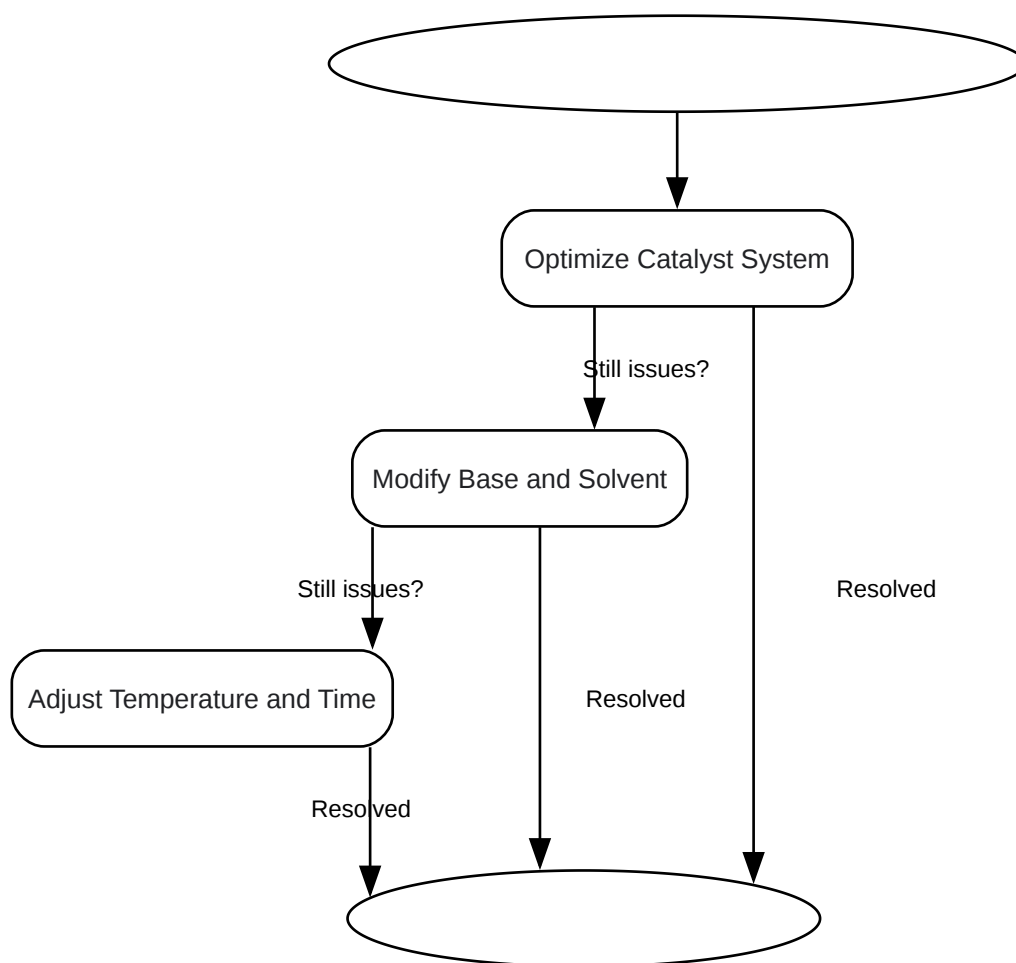 Optimize Catalyst System
Still issues?
Modify Base and Solvent
Still issues?
Resolved
Adjust Temperature and Time
Resolved
Resolved